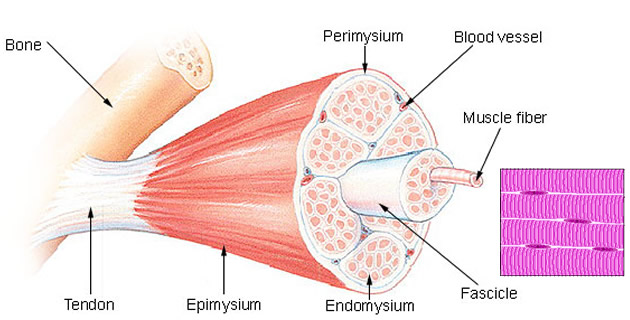 Perimysium
Blood vessel
Bone
Muscle fiber
Fascicle
Tendon
Epimysium
Endomysium